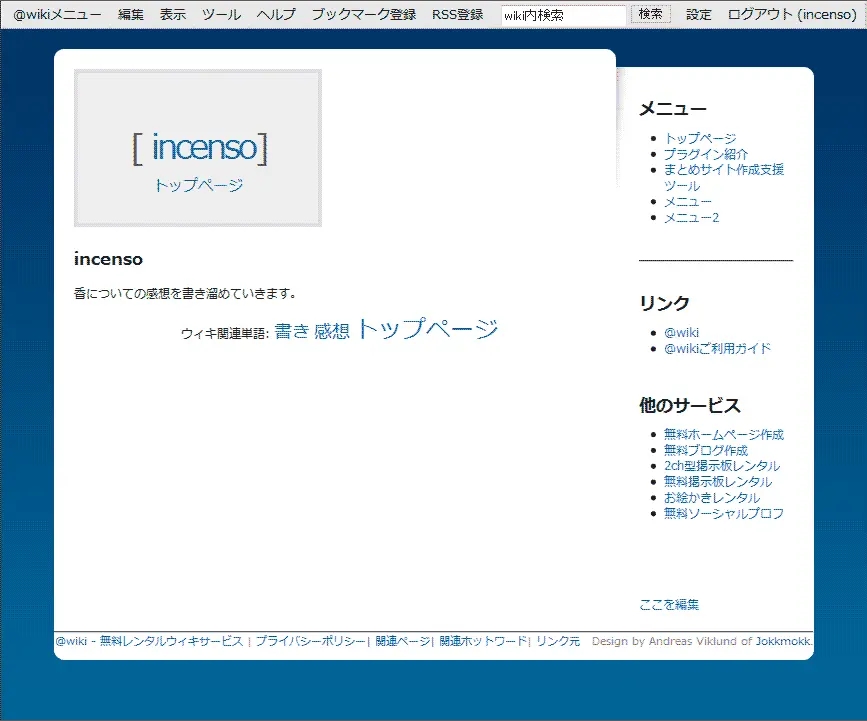 @wikiメニュー 編集 表示 ツール ヘルプ ブックマーク登録 RSS登録 wiki内検索 検索 設定 ログアウト (incenso)
[ incenso]
トップページ
incenso
香についての感想を書き溜めていきます。
ウィキ関連単語: 書き 感想 トップページ
メニュー
トップページ
プラグイン紹介
まとめサイト作成支援
ツール
メニュー
メニュー2
リンク
@wiki
@wikiご利用ガイド
他のサービス
無料ホームページ作成
無料ブログ作成
2ch型掲示板レンタル
無料掲示板レンタル
お絵かきレンタル
無料ソーシャルプロフ
ここを編集
@wiki - 無料レンタルウィキサービス | プライバシーポリシー| 関連ページ| 関連ホットワード| リンク元 Design by Andreas Viklund of Jokkmokk.